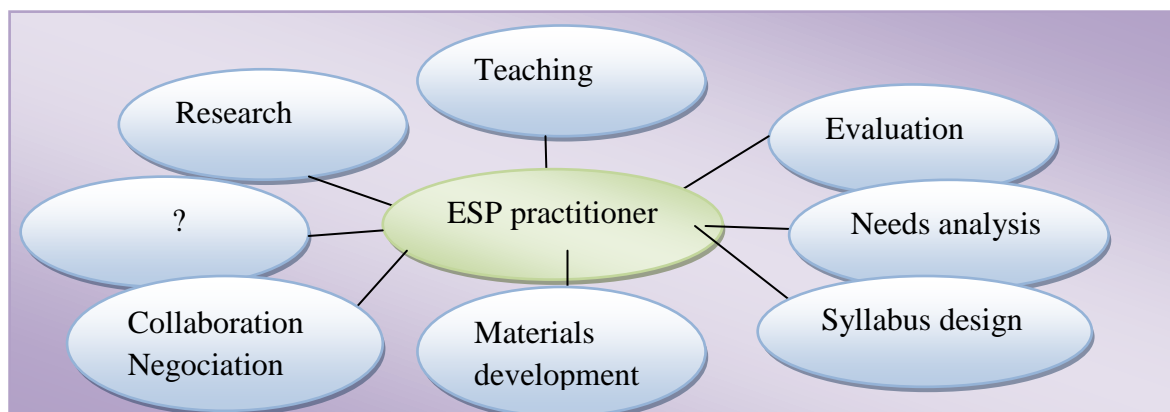 Teaching
Research
Evaluation
ESP practitioner
?
Needs analysis
Collaboration
Negociation
Materials
development
Syllabus design